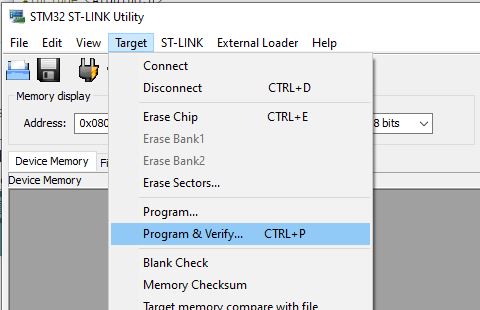 STM32 ST-LINK Utility
File Edit View Target ST-LINK External Loader Help
Connect
Disconnect CTRL+D
Memory display
Address: 0x080 8 bits
Erase Chip CTRL+E
Erase Bank1
Erase Bank2
Device Memory
Device Memory
Erase Sectors...
Program...
Program & Verify... CTRL+P
Blank Check
Memory Checksum
Target memory compare with file